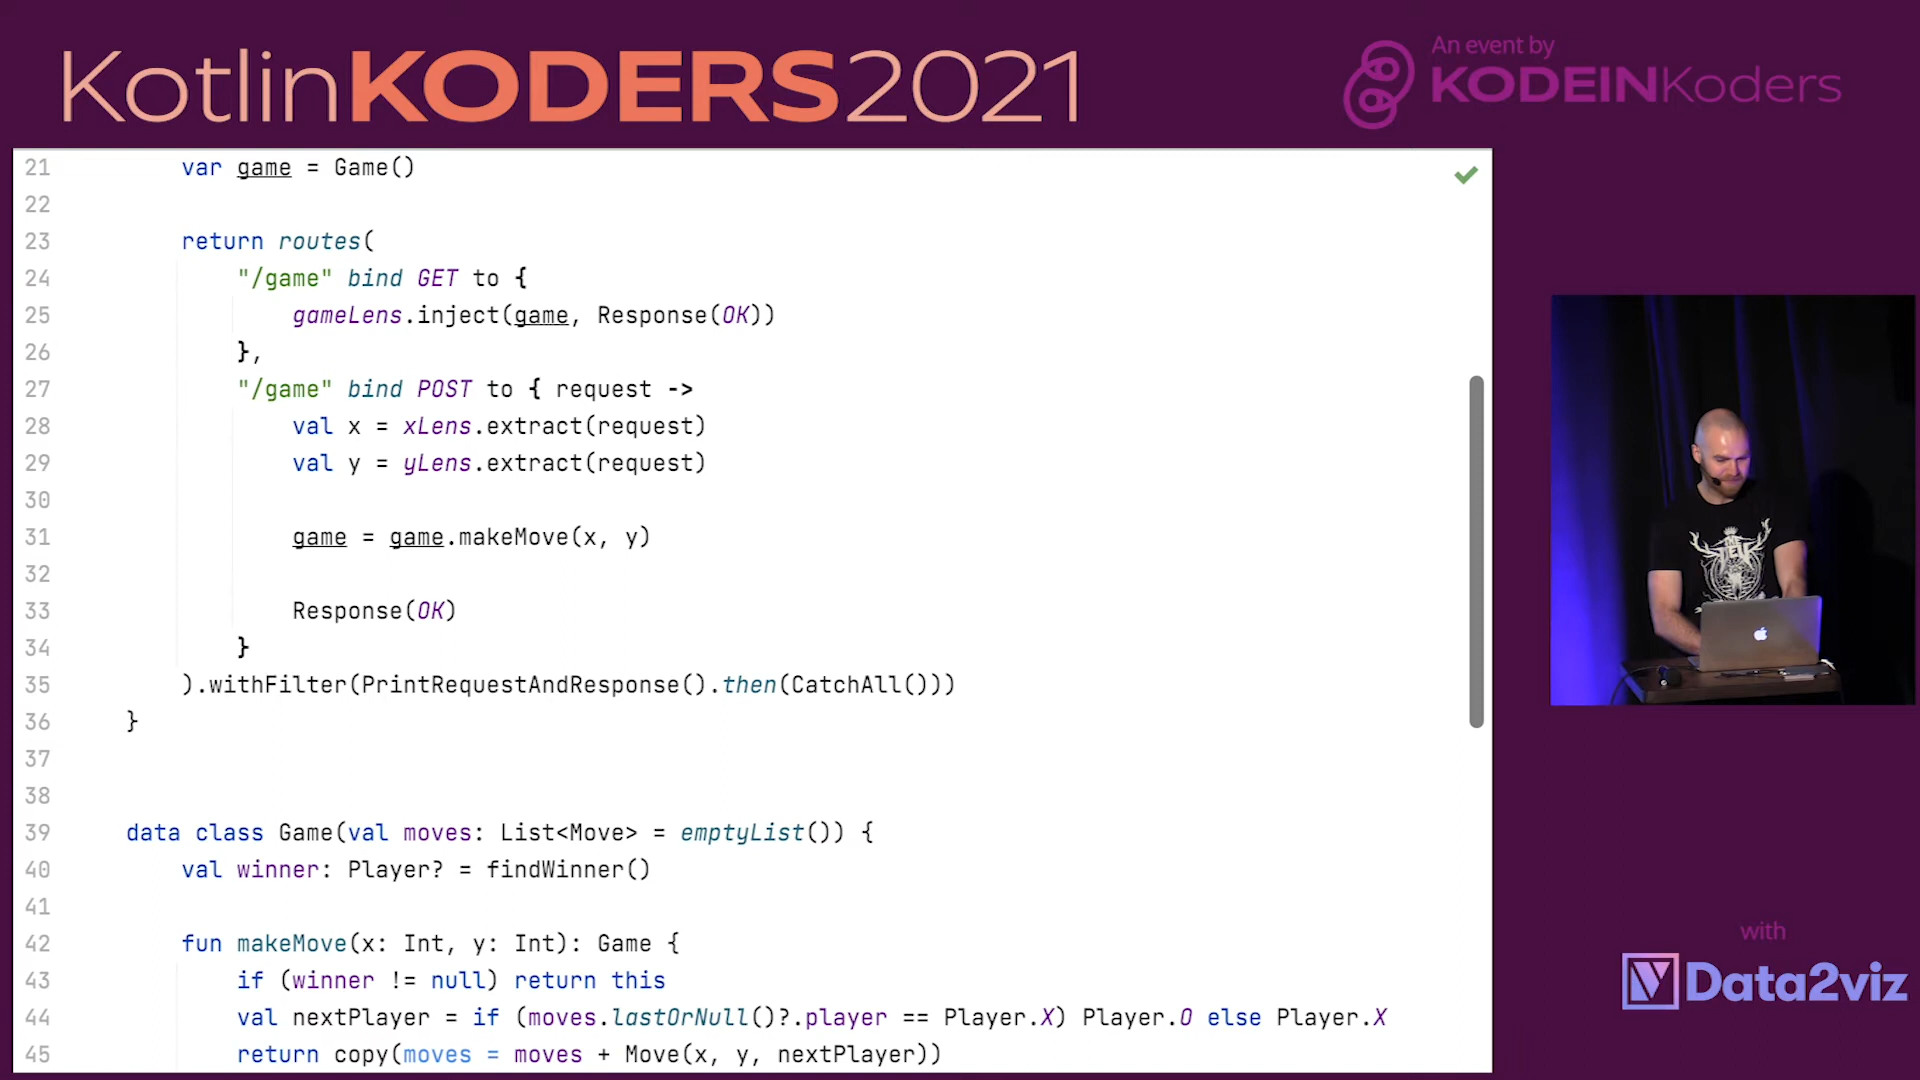 KotlinKODERS2021
An event by
KODEINKoders
21 var game = Game()
22
23 return routes(
24 "/game" bind GET to {
25 gameLens.inject(game, Response(OK))
26 },
27 "/game" bind POST to { request ->
28 val x = xLens.extract(request)
29 val y = yLens.extract(request)
30
31 game = game.makeMove(x, y)
32
33 Response(OK)
34 }
35 ).withFilter(PrintRequestAndResponse().then(CatchAll()))
36 }
37
38
39 data class Game(val moves: List<Move> = emptyList()) {
40 val winner: Player? = findWinner()
41
42 fun makeMove(x: Int, y: Int): Game {
43 if (winner != null) return this
44 val nextPlayer = if (moves.lastOrNull()?.player == Player.X) Player.O else Player.X
45 return copy(moves = moves + Move(x, y, nextPlayer))
with
Data2viz